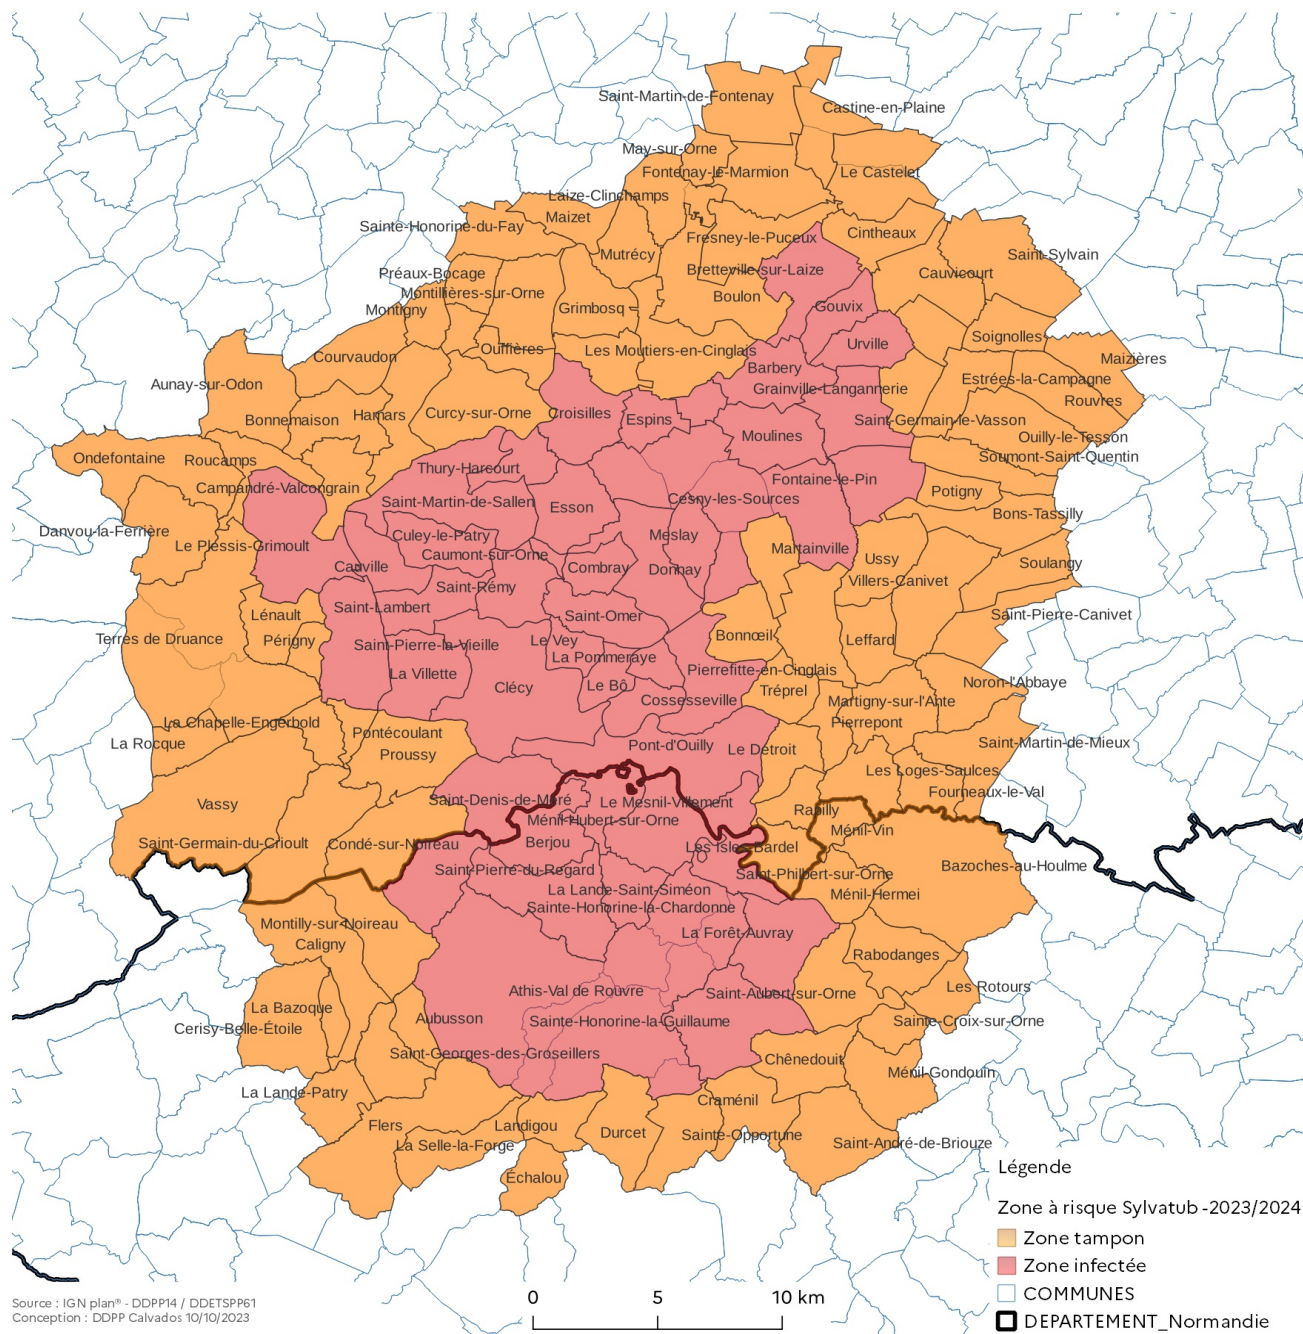 Saint-Martin-de-Fontenay
Castine-en-Plaine
May-sur-Orne
Fontenay-le-Marmion
Le Castelet
Laize-Clinchamps
Maizet
Sainte-Honorine-du-Fay
Fresney-le-Puceux
Cintheaux
Mutrécy
Saint-Sylvain
Préaux-Bocage
Bretteville-sur-Laize
Cauvicourt
Montillières-sur-Orne
Boulon
Montigny
Grimbosq
Gouvix
Soignolles
Urville
Ouffières
Les Moutiers-en-Cinglais
Courvaudon
Maizières
Barbery
Aunay-sur-Odon
Grainville-Langannerie
Estrées-la-Campagne
Rouvres
Bonnemaison
Hamars
Curcy-sur-Orne
Croisilles
Espins
Saint-Germain-le-Vasson
Moulines
Ouilly-le-Tesson
Ondefontaine
Roucamps
Soumont-Saint-Quentin
Thury-Harcourt
Fontaine-le-Pin
Campandré-Valcongrain
Potigny
Saint-Martin-de-Sallen
Cesny-les-Sources
Esson
Bons-Tassilly
Danvou-la-Ferrière
Culey-le-Patry
Meslay
Le Plessis-Grimoult
Caumont-sur-Orne
Martainville
Ussy
Cauville
Combray
Donnay
Soulangy
Villers-Canivet
Saint-Rémy
Saint-Lambert
Lénault
Saint-Omer
Saint-Pierre-Canivet
Terres de Druance
Périgny
Saint-Pierre-la-Vieille
Le Vey
Bonnœil
Leffard
La Pommeraye
La Villette
Pierrefitte-en-Cinglais
Clécy
Le Bô
Noron-l'Abbaye
Tréprel
Cossesseville
Martigny-sur-l'Ante
La Chapelle-Engerbold
Pierrepont
Pontécoulant
La Rocque
Pont-d'Ouilly
Le Détroit
Saint-Martin-de-Mieux
Proussy
Les Loges-Saulces
Fourneaux-le-Val
Vassy
Saint-Denis-de-Méré
Le Mesnil-Villement
Rapilly
Ménil-Hubert-sur-Orne
Ménil-Vin
Saint-Germain-du-Crioult
Condé-sur-Noireau
Berjou
Les Isles-Bardel
Saint-Pierre-du-Regard
Saint-Philbert-sur-Orne
Bazoches-au-Houlme
La Lande-Saint-Siméon
Ménil-Hermei
Sainte-Honorine-la-Chardonne
Montilly-sur-Noireau
La Forêt-Auvray
Caligny
Rabodanges
Athis-Val de Rouvre
Saint-Aubert-sur-Orne
Les Rotours
La Bazoque
Aubusson
Sainte-Honorine-la-Guillaume
Sainte-Croix-sur-Orne
Cerisy-Belle-Étoile
Saint-Georges-des-Groseillers
Chênedouit
Ménil-Gondouin
La Lande-Patry
Craménil
Flers
Landigou
Durcet
Sainte-Opportune
La Selle-la-Forge
Saint-André-de-Briouze
Échalou
Légende
Zone à risque Sylvatub -2023/2024
Zone tampon
Zone infectée
COMMUNES
DEPARTEMENT_Normandie
0 5 10 km
Source : IGN plan® - DDPP14 / DDETSPP61
Conception : DDPP Calvados 10/10/2023